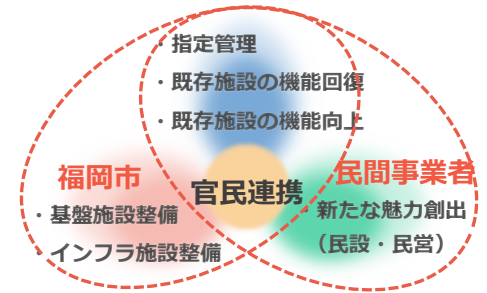 ・指定管理
・既存施設の機能回復
・既存施設の機能向上
福岡市
・基盤施設整備
・インフラ施設整備
官民連携
民間事業者
・新たな魅力創出
（民設・民営）